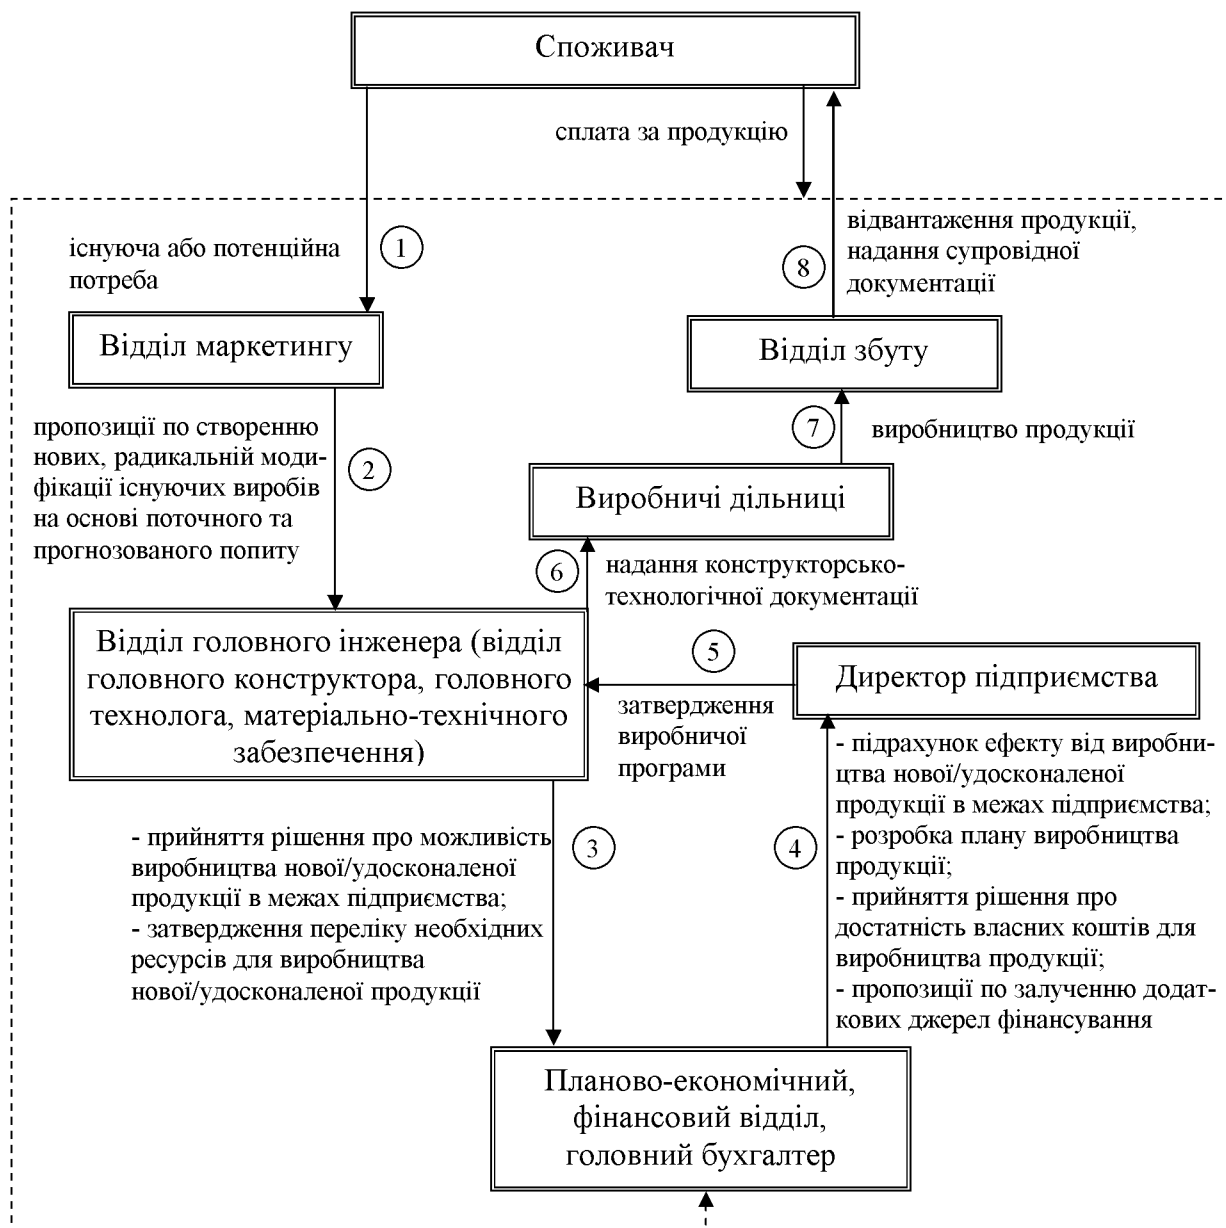 Споживач
сплата за продукцію
існуюча або потенційна
потреба
1
відвантаження продукції,
надання супровідної
документації
8
Відділ маркетингу
Відділ збуту
пропозиції по створенню
нових, радикальній моди-
фікації існуючих виробів
на основі поточного та
прогнозованого попиту
2
7
виробництво продукції
Виробничі дільниці
6
надання конструкторсько-
технологічної документації
Відділ головного інженера (відділ
головного конструктора, головного
технолога, матеріально-технічного
забезпечення)
5
затвердження
виробничої
програми
Директор підприємства
- прийняття рішення про можливість
виробництва нової/удосконаленої
продукції в межах підприємства;
- затвердження переліку необхідних
ресурсів для виробництва
нової/удосконаленої продукції
3
4
- підрахунок ефекту від виробни-
цтва нової/удосконаленої
продукції в межах підприємства;
- розробка плану виробництва
продукції;
- прийняття рішення про
достатність власних коштів для
виробництва продукції;
- пропозиції по залученню додат-
кових джерел фінансування
Планово-економічний,
фінансовий відділ,
головний бухгалтер